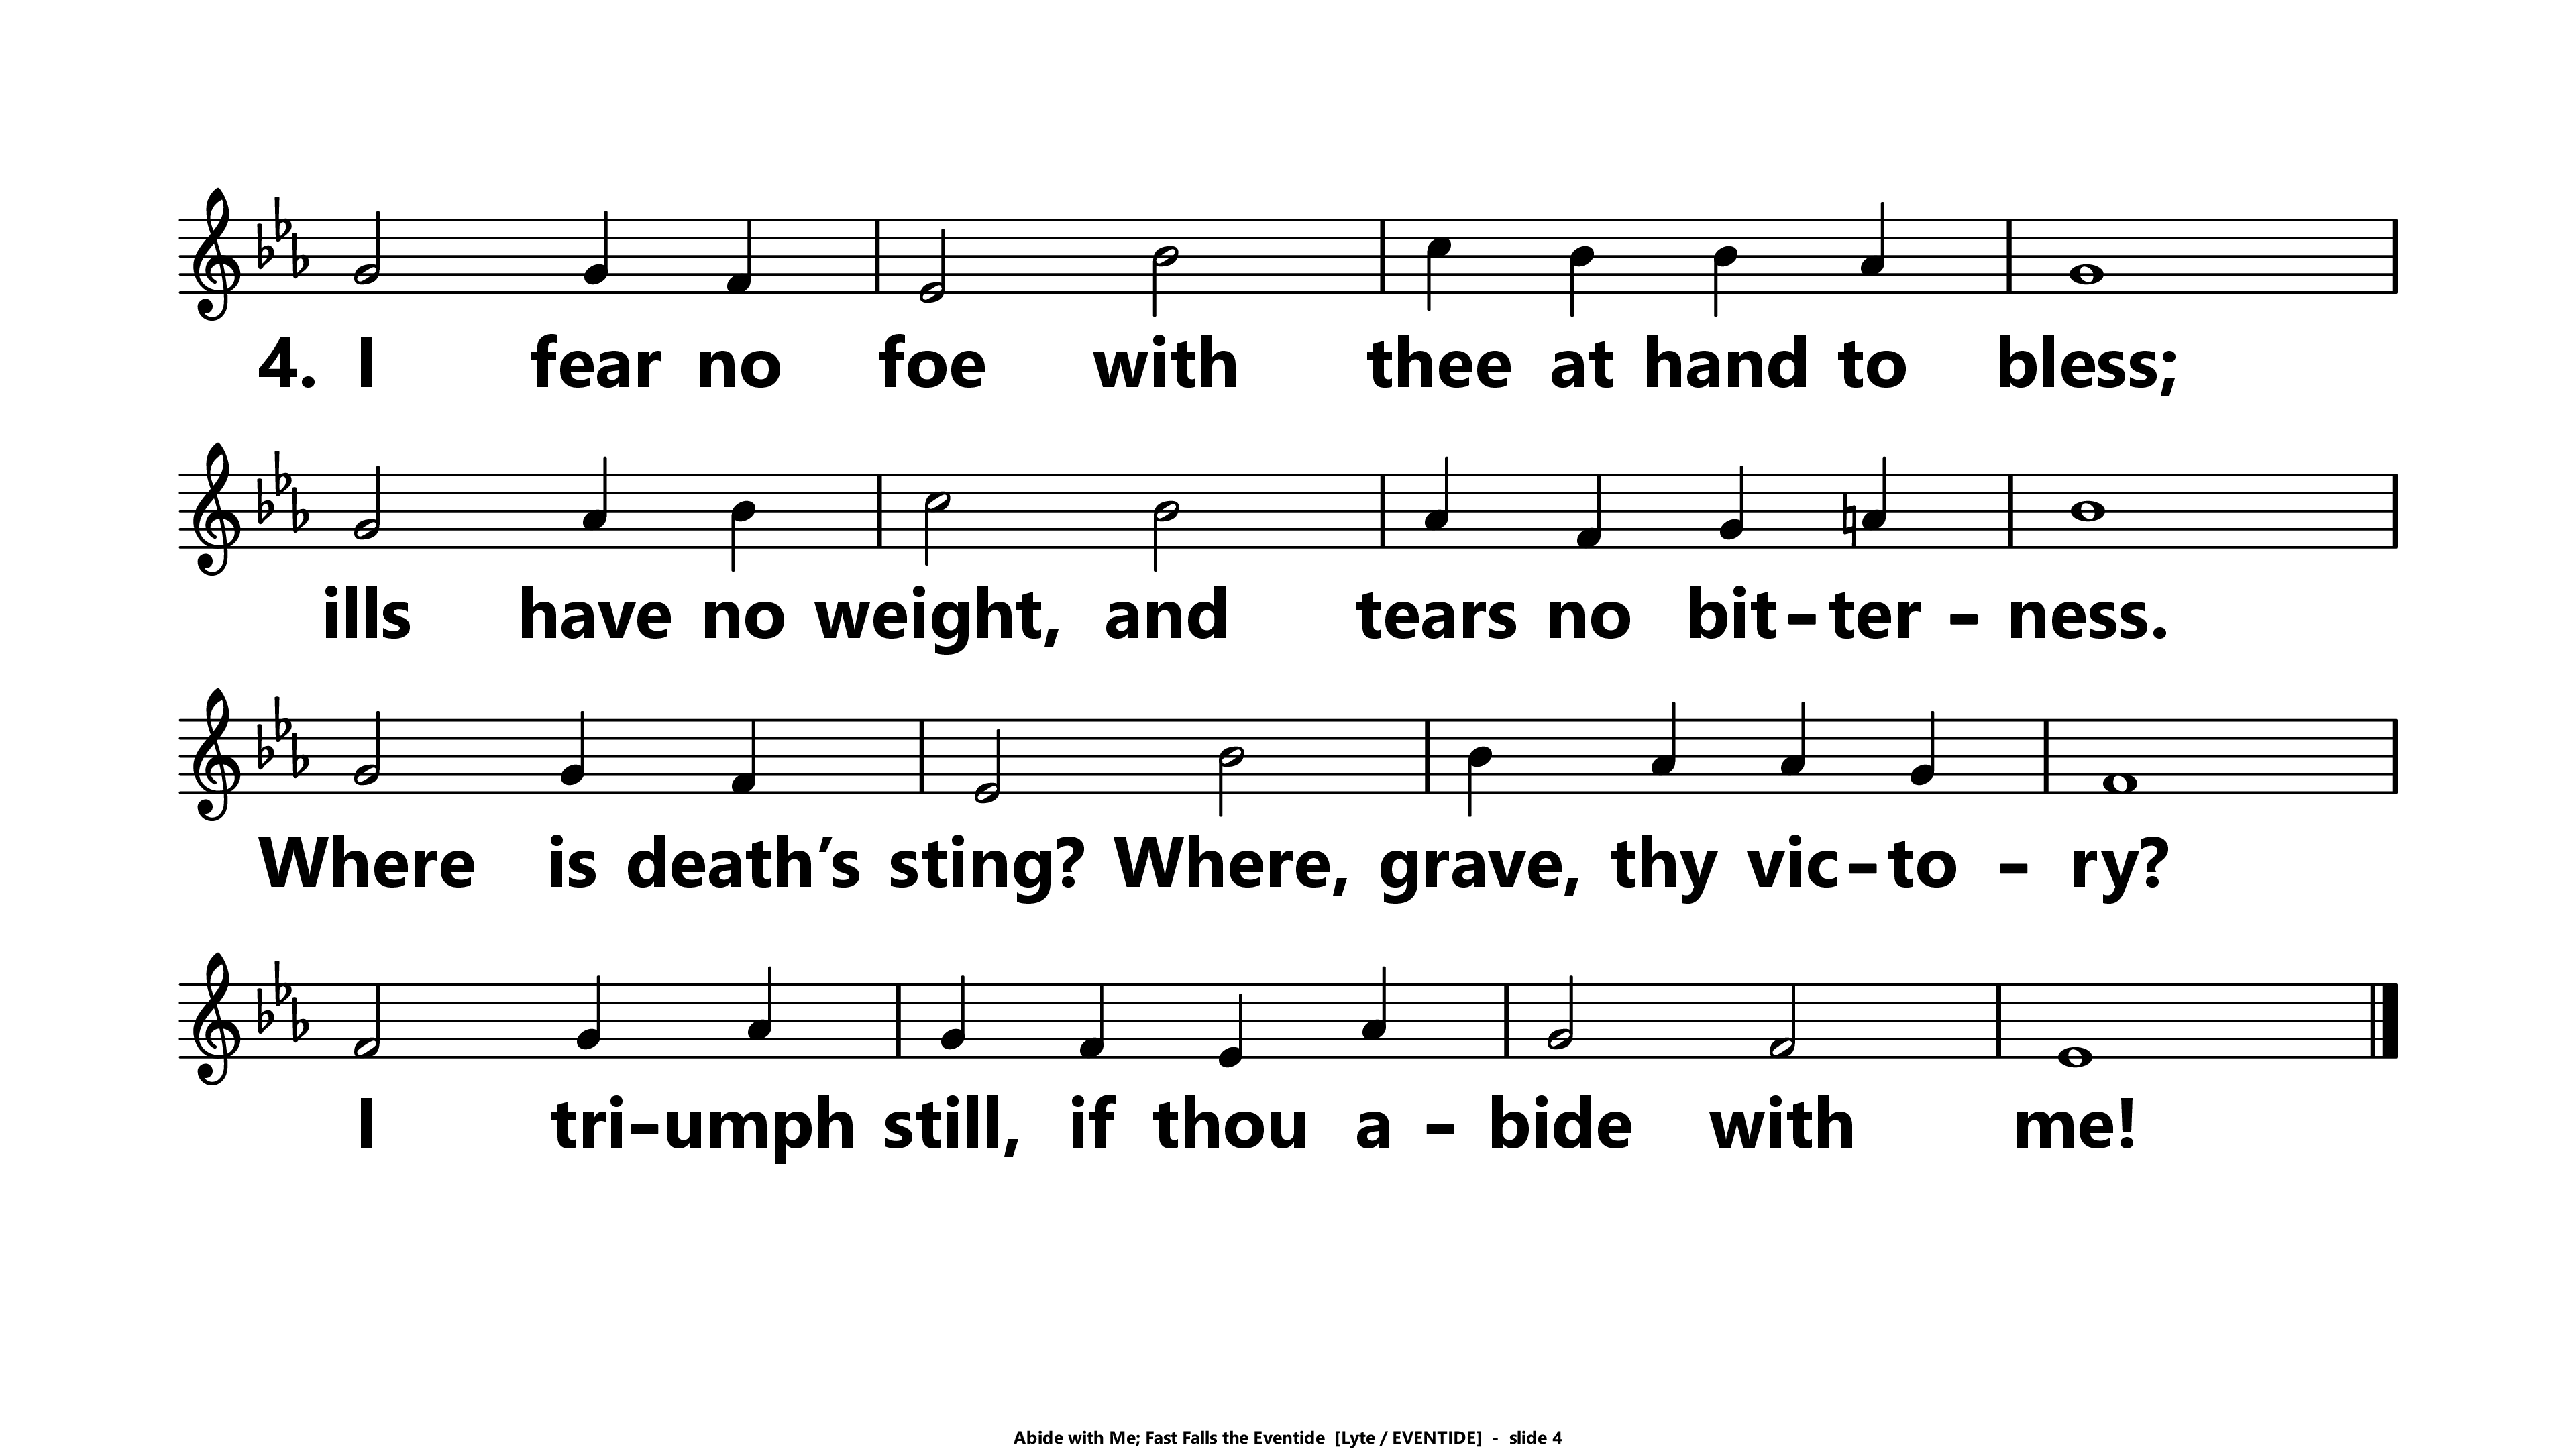 4. I fear no foe with thee at hand to bless;
ills have no weight, and tears no bit-ter - ness.
Where is death’s sting? Where, grave, thy vic-to - ry?
I tri-umph still, if thou a - bide with me!
Abide with Me; Fast Falls the Eventide [Lyte / EVENTIDE] - slide 4